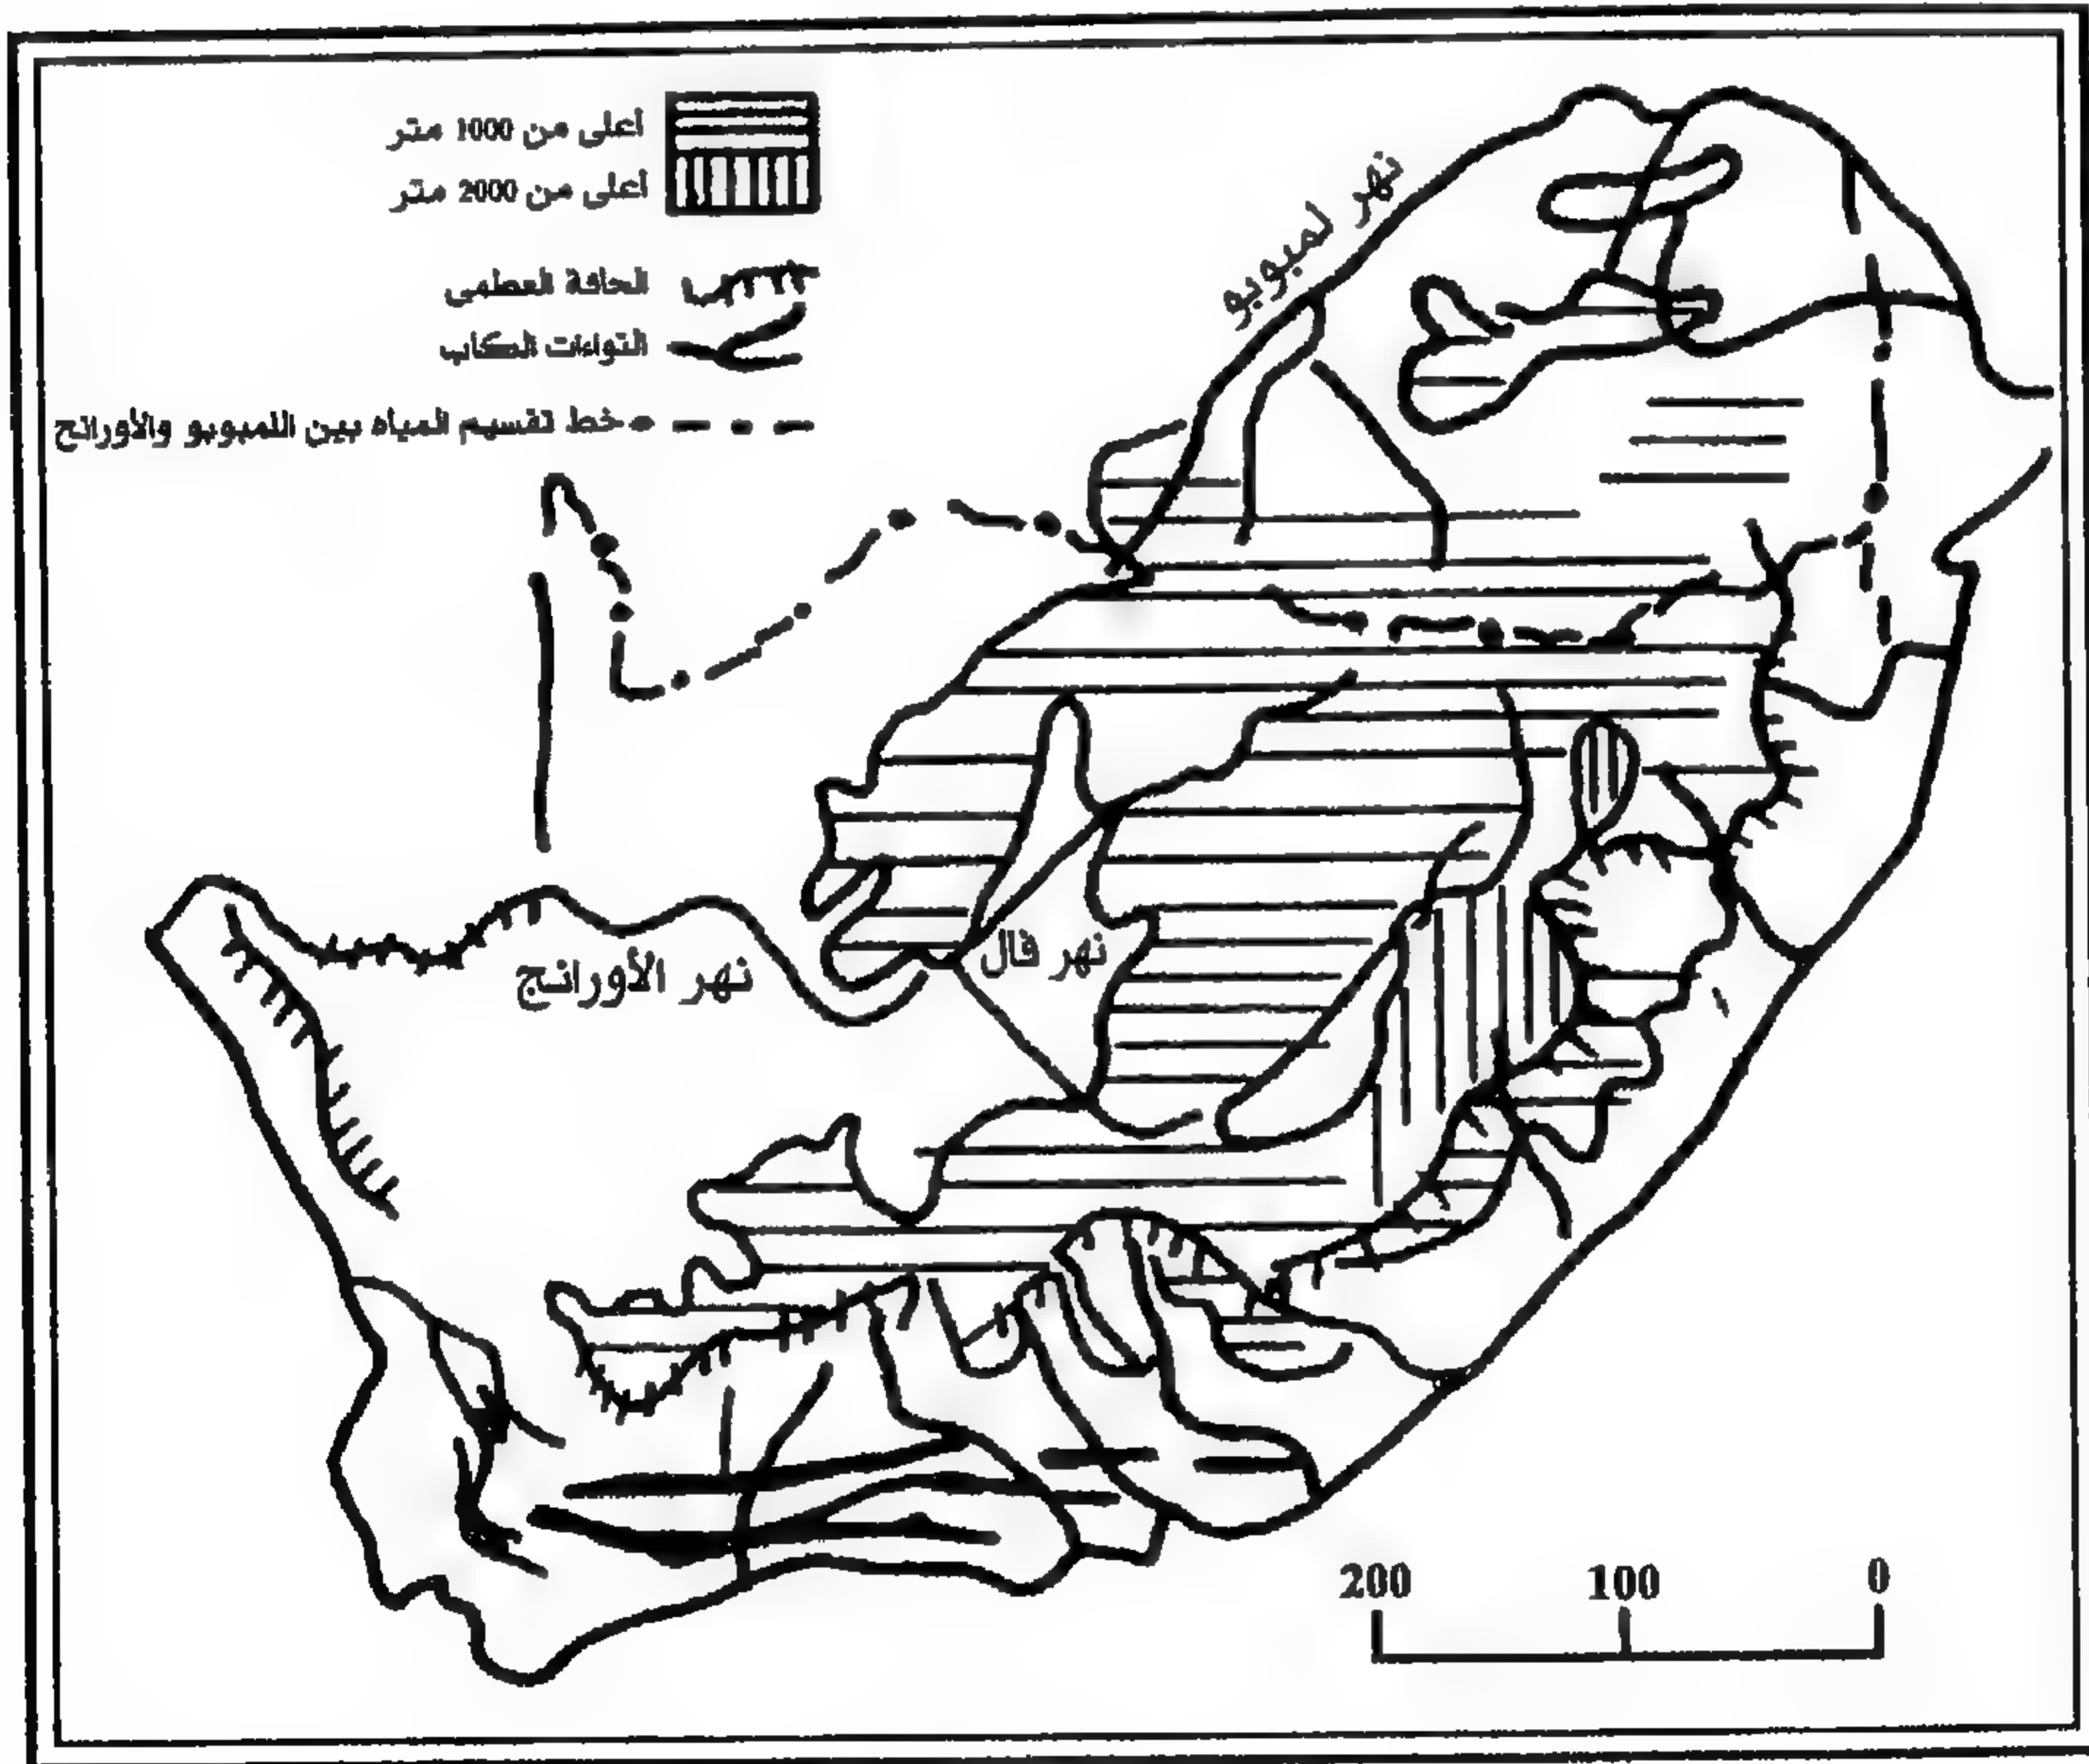 أعلى من 1000 متر
أعلى من 2000 متر
الحافة العظمى
التواءات الكاب
خط تقسيم المياه بين اللمبوبو والأورانج
نهر لمبوبو
نهر فال
نهر الأورانج
200 100 0